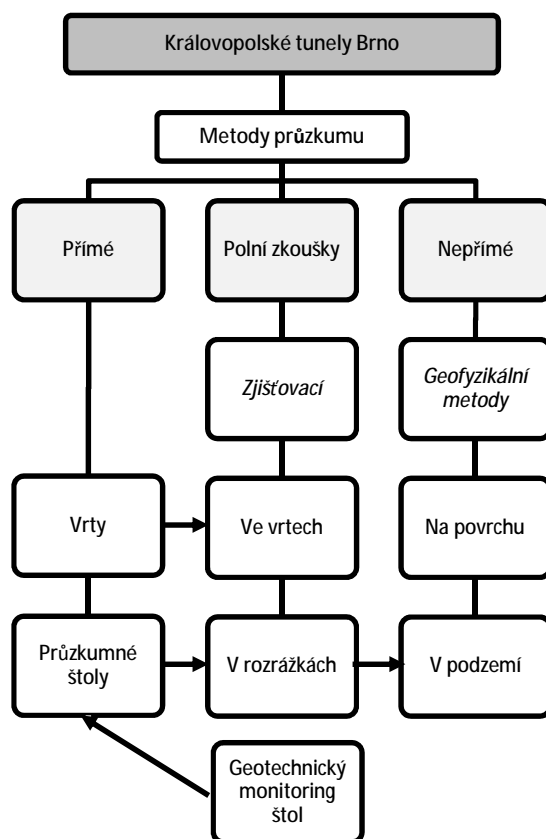 Královopolské tunely Brno
Metody průzkumu
Přímé
Polní zkoušky
Nepřímé
Zjišťovací
Geofyzikální
metody
Vrty
Ve vrtech
Na povrchu
Průzkumné
štoly
V rozrážkách
V podzemí
Geotechnický
monitoring
štol